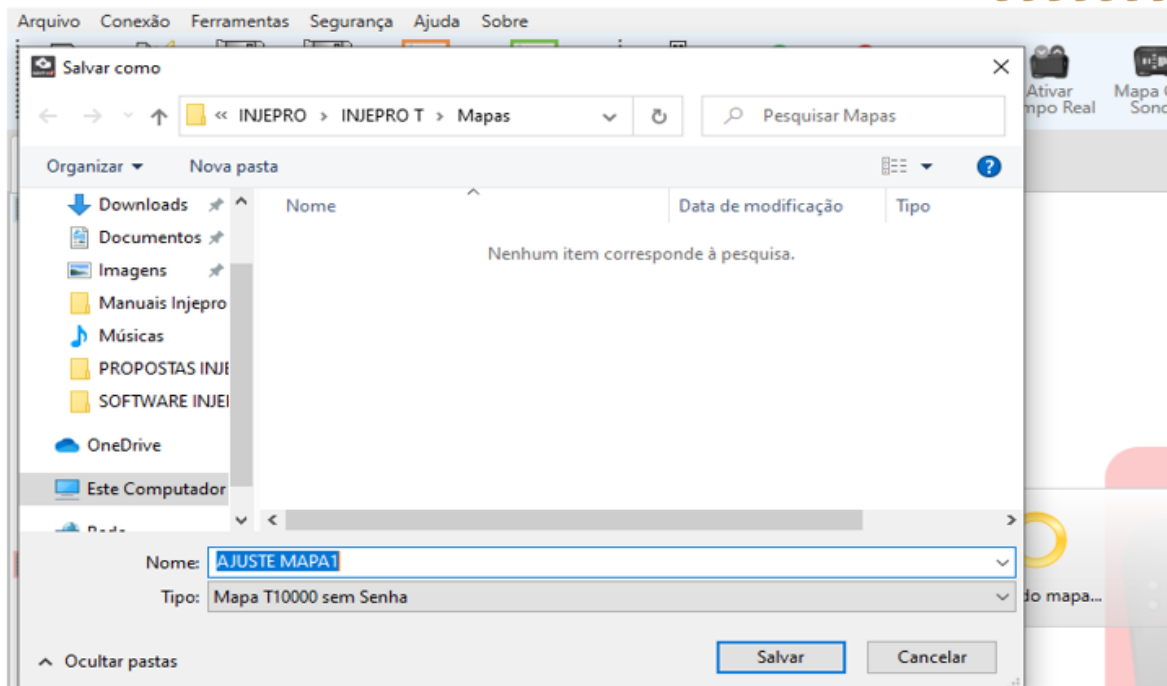 Arquivo Conexão Ferramentas Segurança Ajuda Sobre
Salvar como
Ativar
Mapa
mpo Real
Sond
« INJEPRO › INJEPRO T › Mapas
Pesquisar Mapas
Organizar Nova pasta
Downloads
Documentos
Imagens
Manuais Injepro
Músicas
PROPOSTAS INJE
SOFTWARE INJEI
OneDrive
Este Computador
Nome Data de modificação Tipo
Nenhum item corresponde à pesquisa.
Nome: AJUSTE MAPA1
Tipo: Mapa T10000 sem Senha
do mapa...
Ocultar pastas
Salvar Cancelar